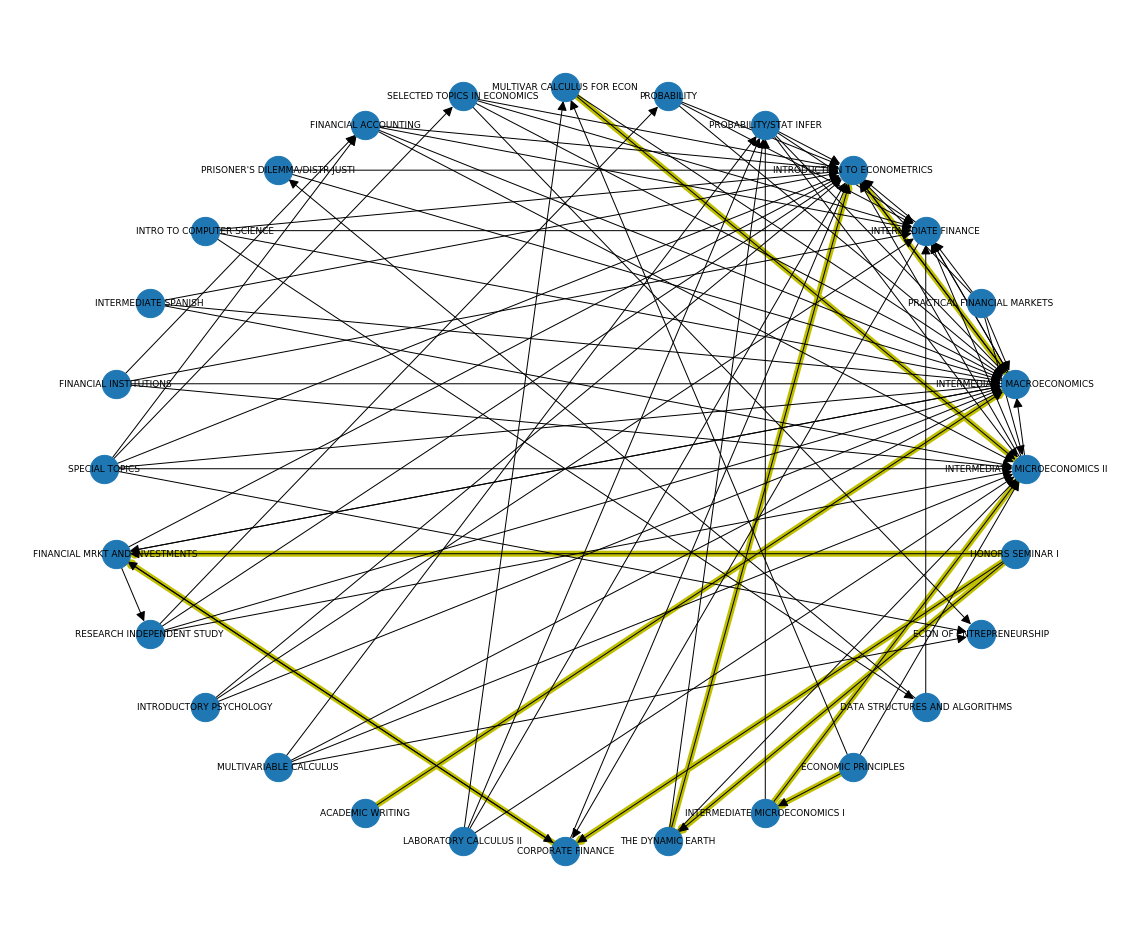 MULTIVAR CALCULUS FOR ECON
SELECTED TOPICS IN ECONOMICS
PROBABILITY
FINANCIAL ACCOUNTING
PROBABILITY/STAT INFER
PRISONER'S DILEMMA/DISTR JUSTI
INTRODUCTION TO ECONOMETRICS
INTRO TO COMPUTER SCIENCE
INTERMEDIATE FINANCE
INTERMEDIATE SPANISH
PRACTICAL FINANCIAL MARKETS
FINANCIAL INSTITUTIONS
INTERMEDIATE MACROECONOMICS
SPECIAL TOPICS
INTERMEDIATE MICROECONOMICS II
FINANCIAL MRKT AND INVESTMENTS
HONORS SEMINAR I
RESEARCH INDEPENDENT STUDY
ECON OF ENTREPRENEURSHIP
INTRODUCTORY PSYCHOLOGY
DATA STRUCTURES AND ALGORITHMS
MULTIVARIABLE CALCULUS
ECONOMIC PRINCIPLES
ACADEMIC WRITING
INTERMEDIATE MICROECONOMICS I
LABORATORY CALCULUS II
THE DYNAMIC EARTH
CORPORATE FINANCE